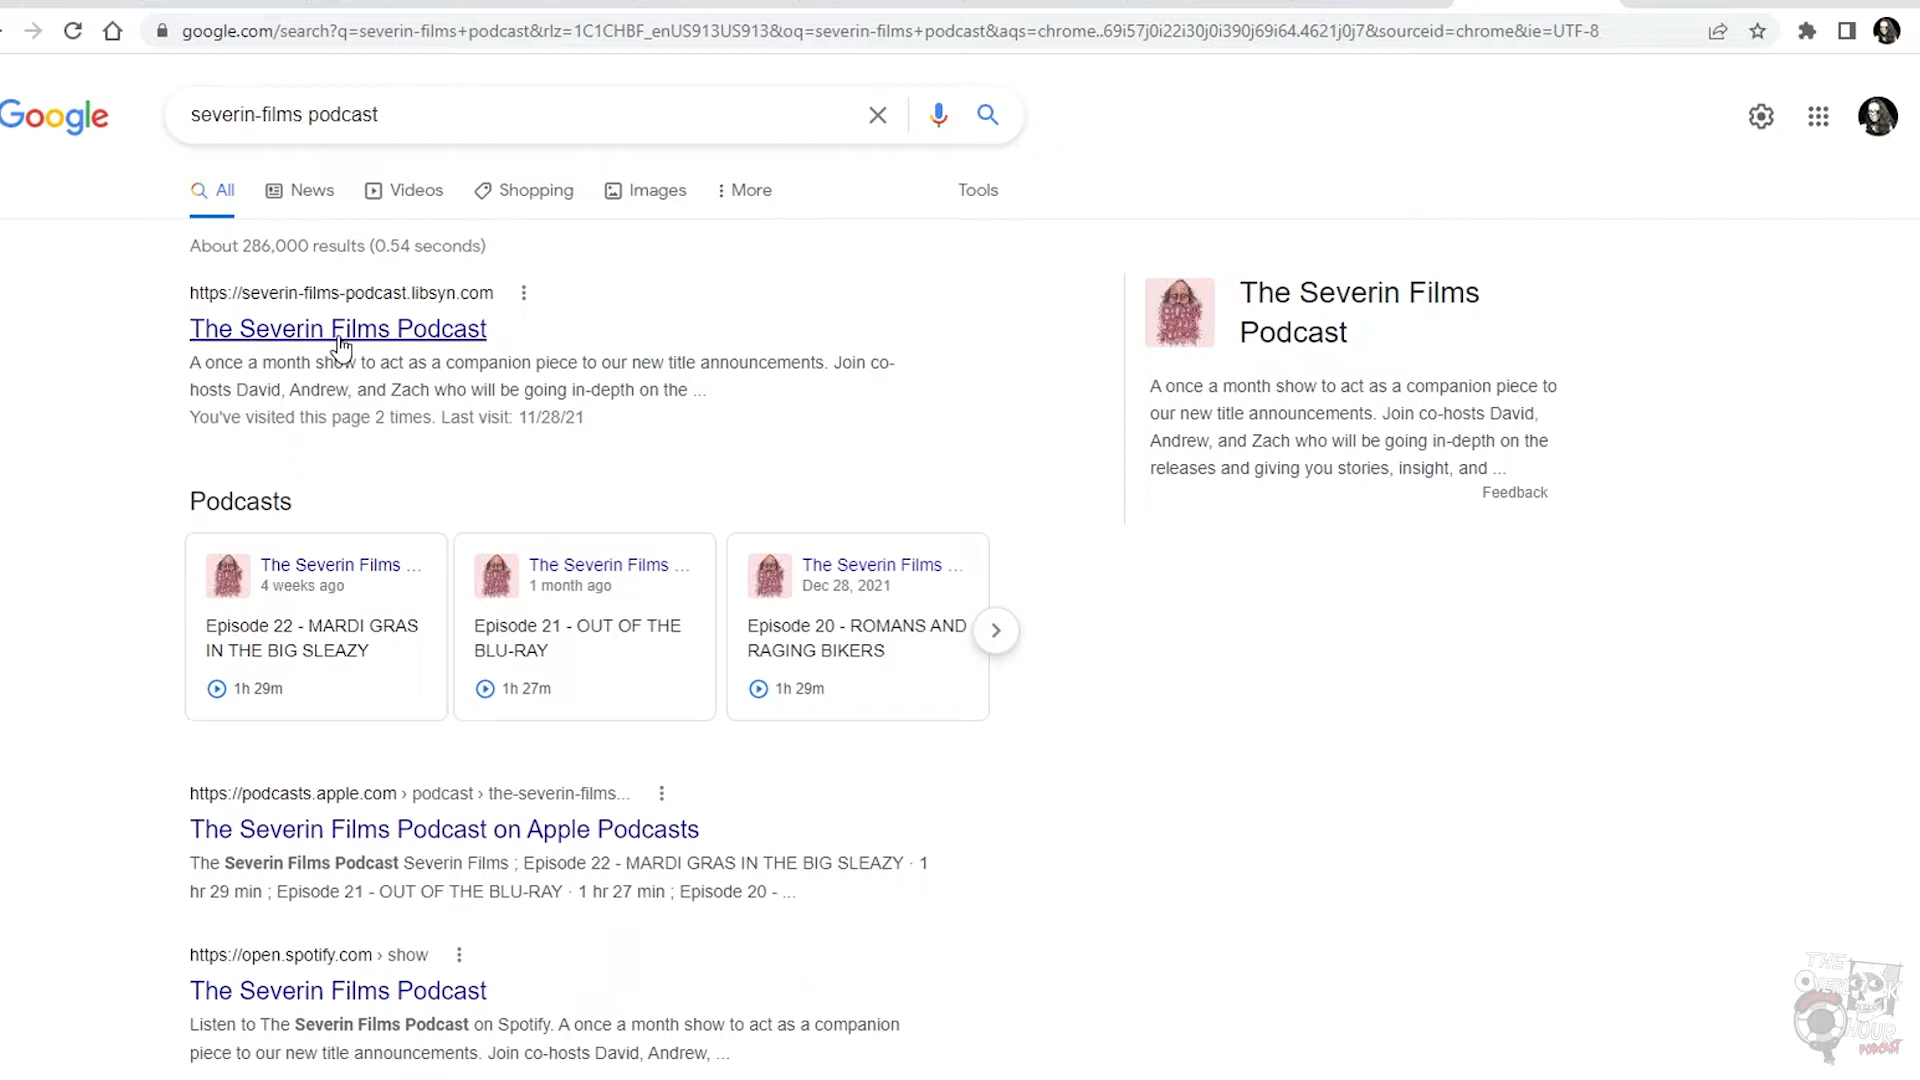 google.com/search?q=severin-films+podcast&rlz=1C1CHBF_enUS913US913&oq=severin-films+podcast&aqs=chrome..69i57j0i22i30j0i390j69i64.4621j0j7&sourceid=chrome&ie=UTF-8
Google
severin-films podcast
All
News
Videos
Shopping
Images
More
Tools
About 286,000 results (0.54 seconds)
https://severin-films-podcast.libsyn.com
The Severin Films Podcast
A once a month show to act as a companion piece to our new title announcements. Join co-
hosts David, Andrew, and Zach who will be going in-depth on the ...
You've visited this page 2 times. Last visit: 11/28/21
The Severin Films
Podcast
A once a month show to act as a companion piece to
our new title announcements. Join co-hosts David,
Andrew, and Zach who will be going in-depth on the
releases and giving you stories, insight, and ...
Feedback
Podcasts
The Severin Films ...
4 weeks ago
Episode 22 - MARDI GRAS
IN THE BIG SLEAZY
1h 29m
The Severin Films ...
1 month ago
Episode 21 - OUT OF THE
BLU-RAY
1h 27m
The Severin Films ...
Dec 28, 2021
Episode 20 - ROMANS AND
RAGING BIKERS
1h 29m
https://podcasts.apple.com › podcast › the-severin-films...
The Severin Films Podcast on Apple Podcasts
The Severin Films Podcast Severin Films ; Episode 22 - MARDI GRAS IN THE BIG SLEAZY · 1
hr 29 min ; Episode 21 - OUT OF THE BLU-RAY · 1 hr 27 min ; Episode 20 - ...
https://open.spotify.com › show
The Severin Films Podcast
Listen to The Severin Films Podcast on Spotify. A once a month show to act as a companion
piece to our new title announcements. Join co-hosts David, Andrew, ...
THE
OVERLOOK
HOUR
PODCAST